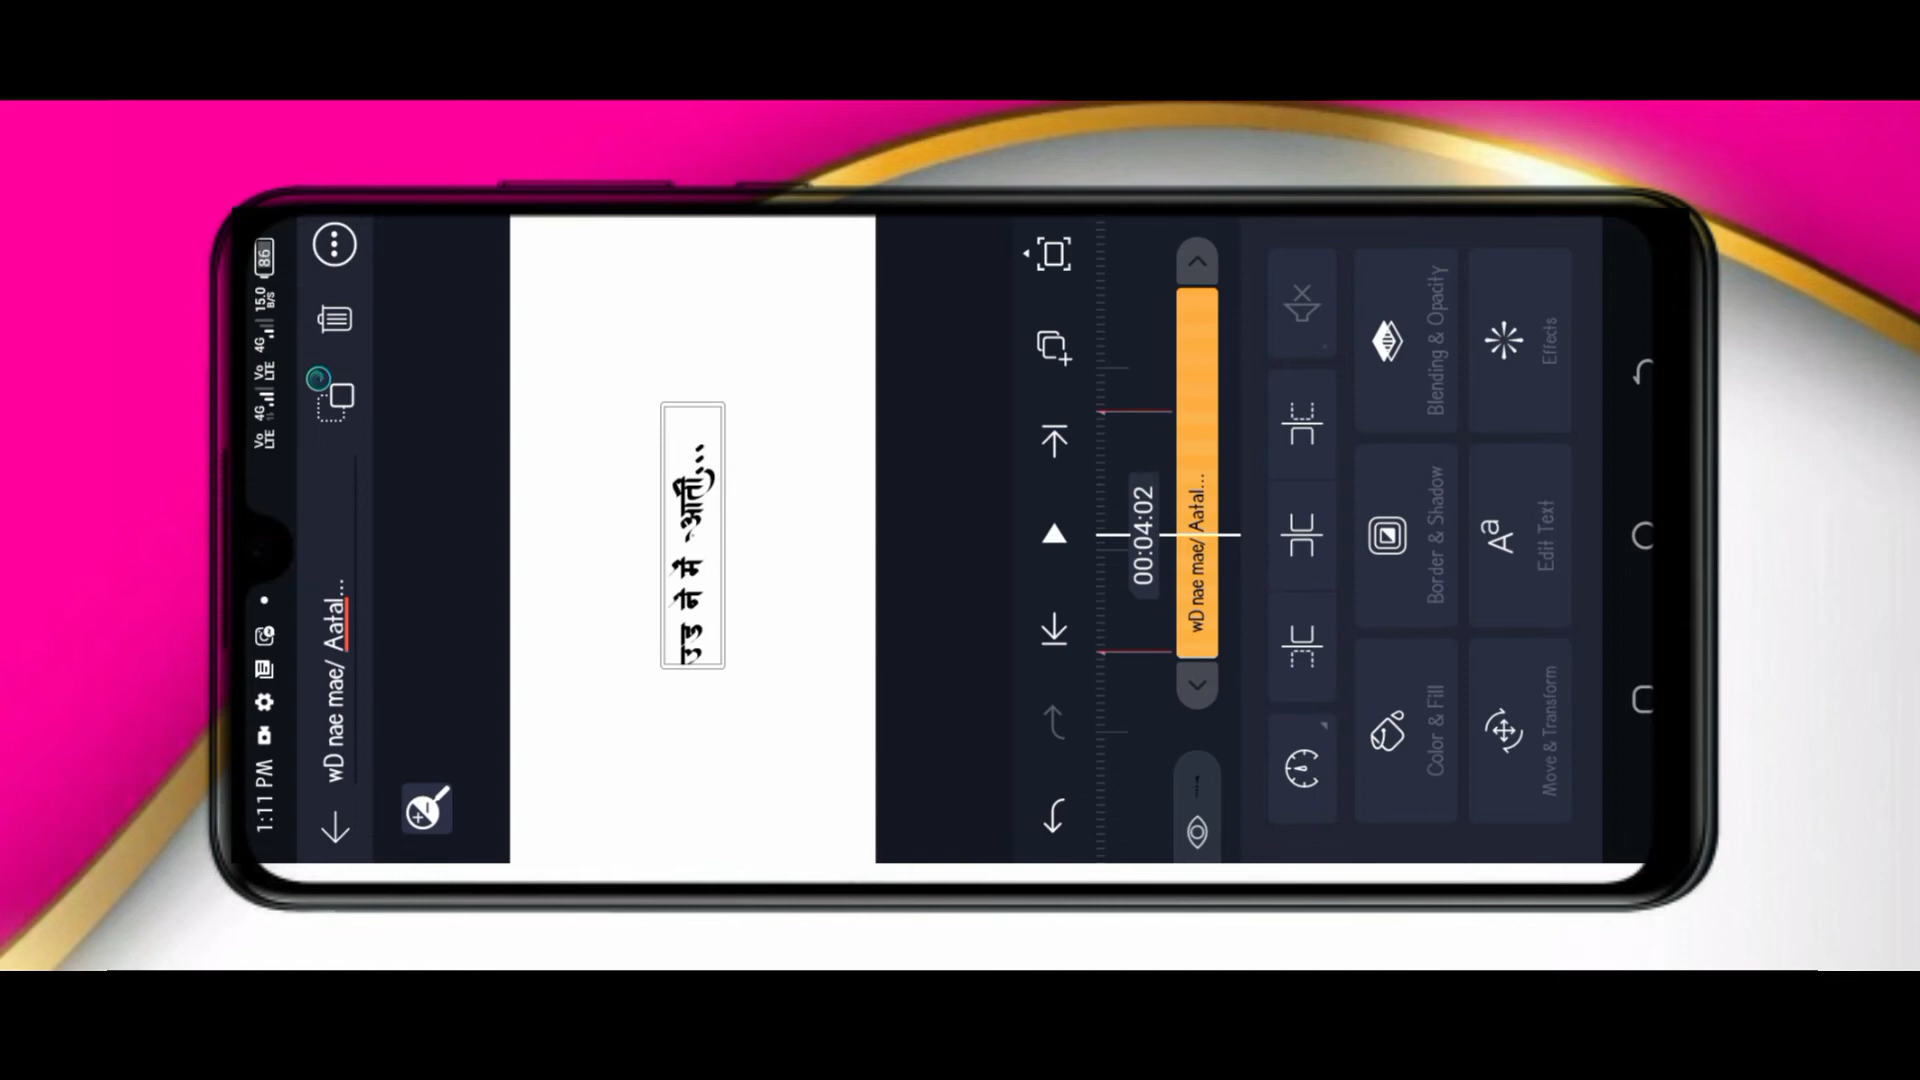 1:11 PM
Vo LTE 4G Vo LTE 4G 15.0 B/S 86
wD nae mae/ Aatal...
उड ने में आती...
00:04:02
wD nae mae/ Aatal...
Color & Fill
Border & Shadow
Blending & Opacity
Move & Transform
Edit Text
Effects